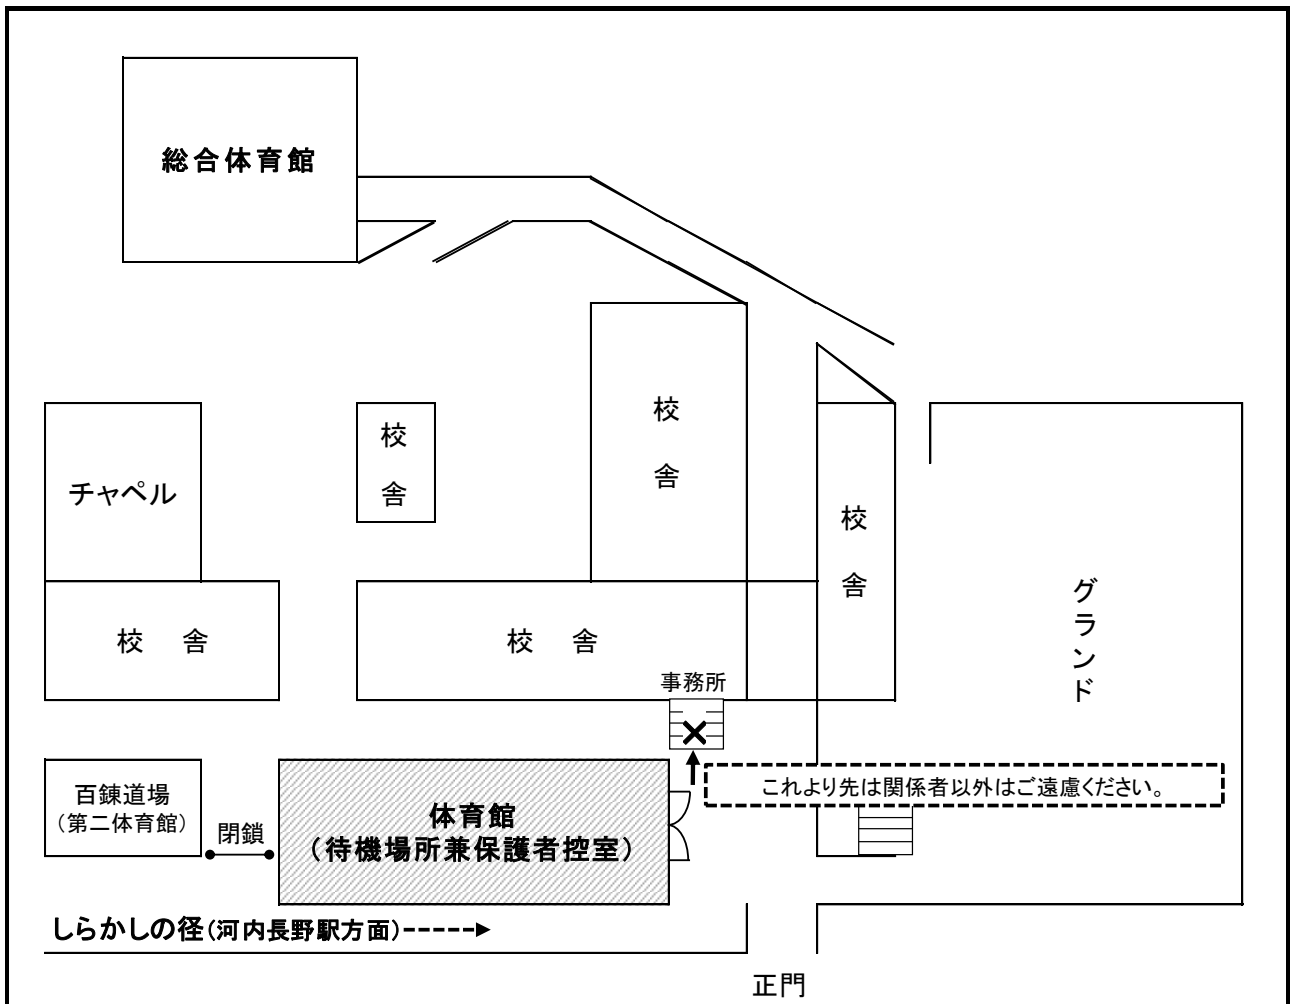 総合体育館
校舎
校舎
チャペル
校舎
グランド
校　舎
校　舎
事務所
これより先は関係者以外はご遠慮ください。
百錬道場
（第二体育館）
閉鎖
体育館
（待機場所兼保護者控室）
しらかしの径（河内長野駅方面）
正門